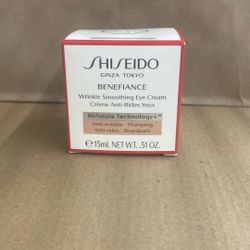 SHISEIDO
GINZA TOKYO
BENEFIANCE
Wrinkle Smoothing Eye Cream
Crème Anti-Rides Yeux
ReNeura Technology+™
Anti-wrinkle · Plumping
Anti-rides · Repulpant
℮15mL NET WT. .51 OZ.